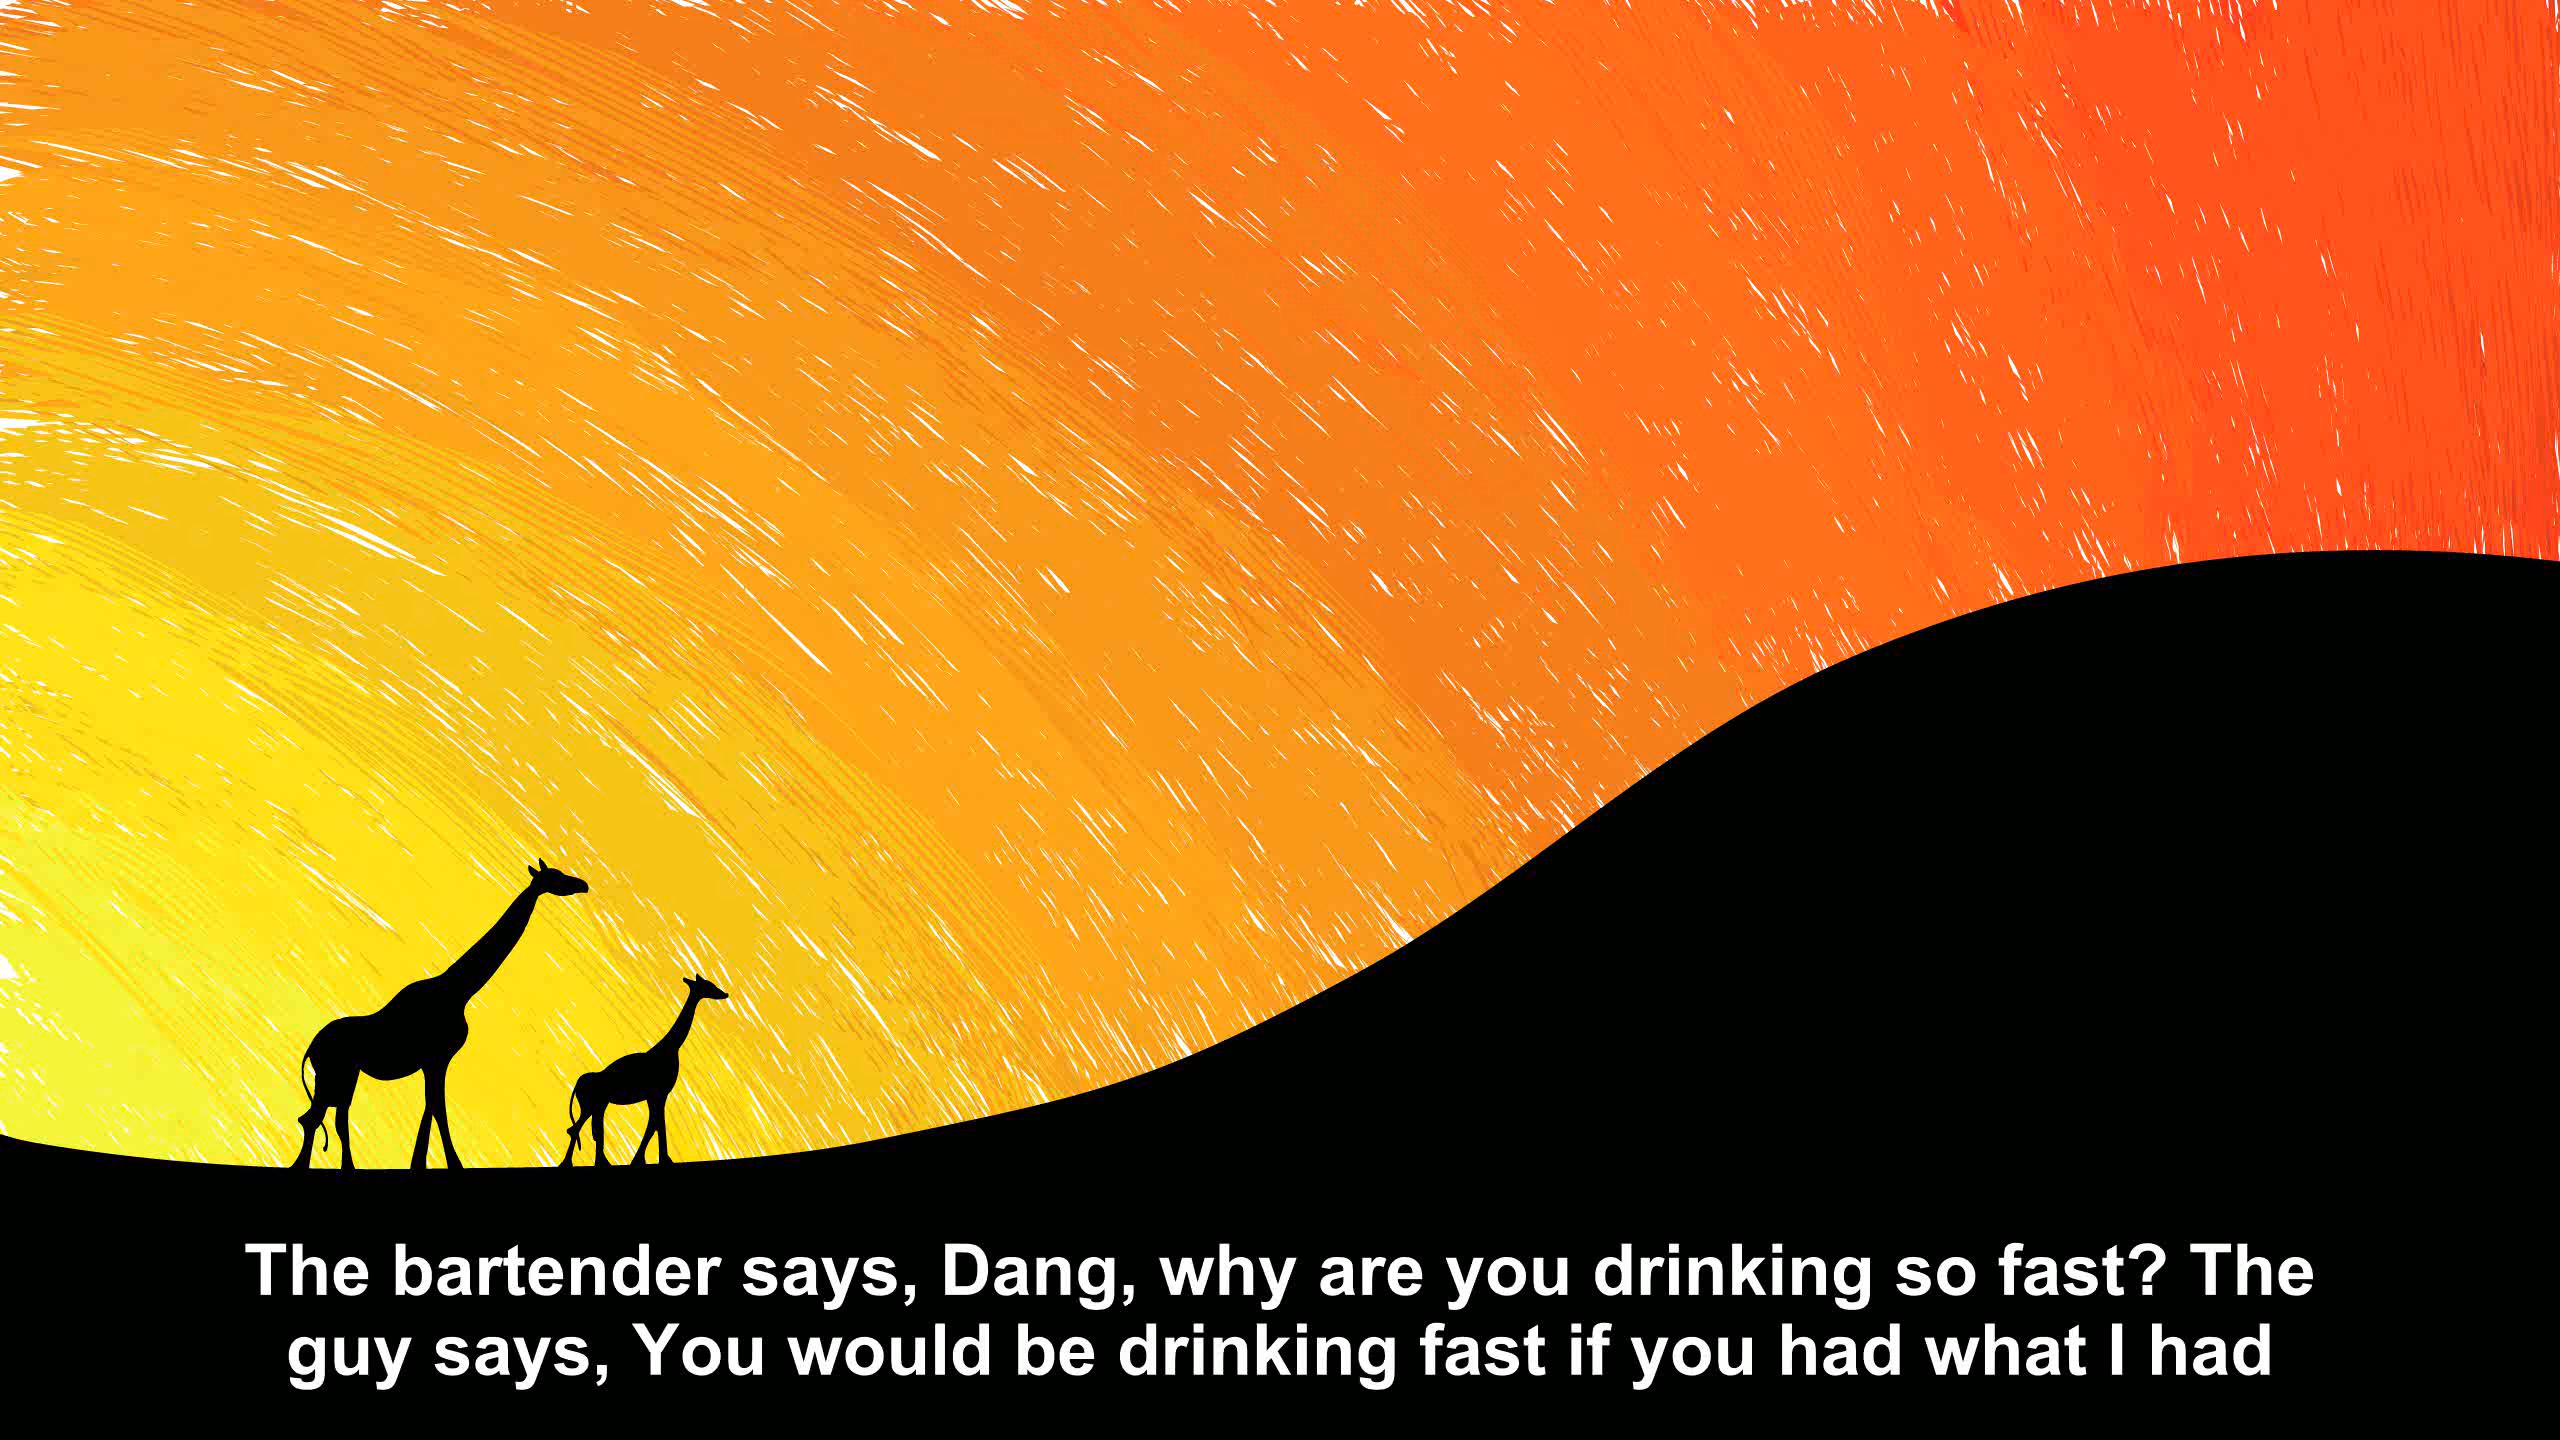 The bartender says, Dang, why are you drinking so fast? The
guy says, You would be drinking fast if you had what I had